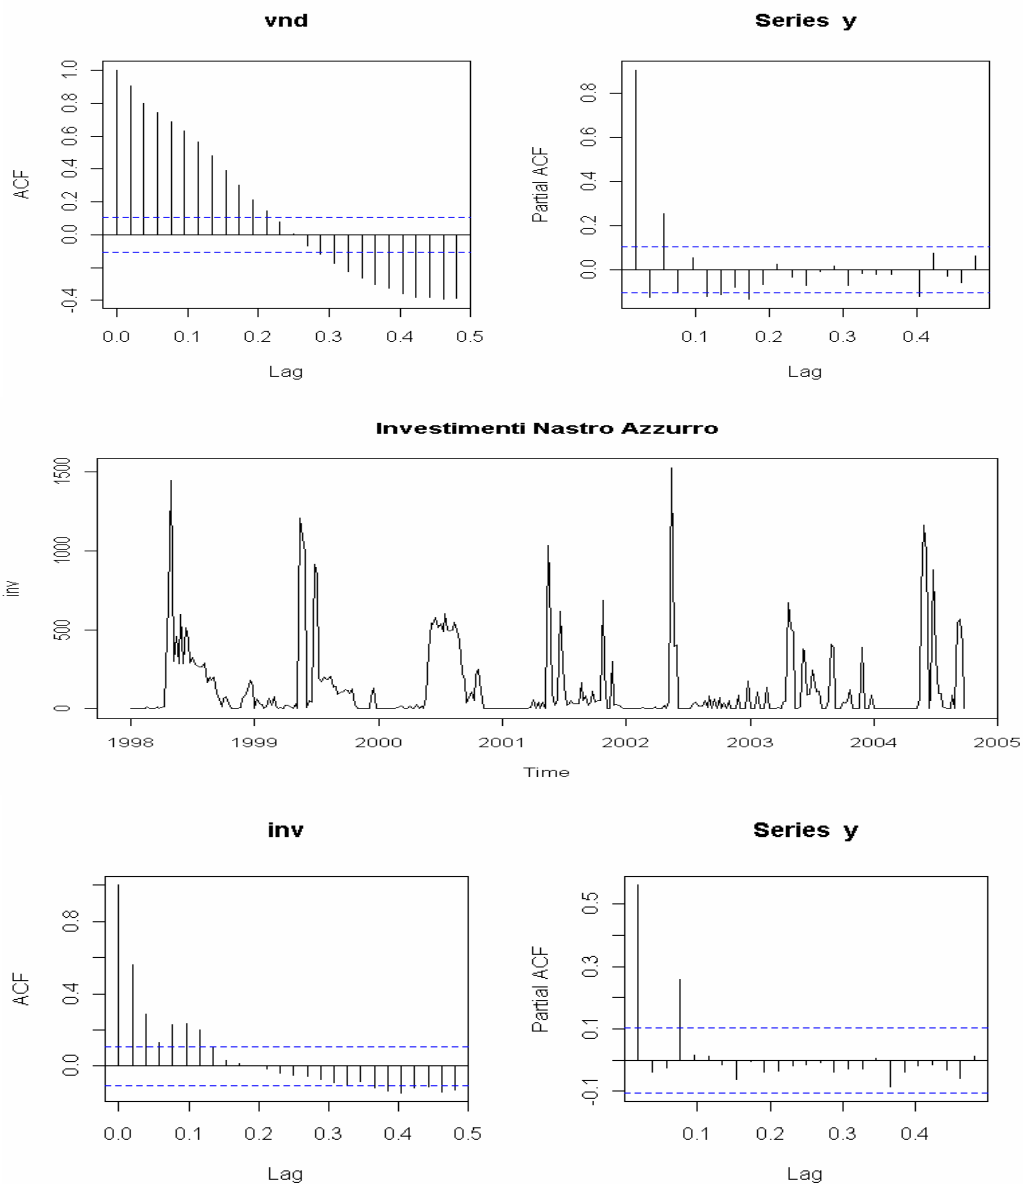 vnd
Series y
ACF
1.0
0.8
0.6
0.4
0.2
0.0
-0.4
0.0 0.1 0.2 0.3 0.4 0.5
Lag
Partial ACF
0.8
0.6
0.4
0.2
0.0
0.1 0.2 0.3 0.4
Lag
Investimenti Nastro Azzurro
inv
1500
1000
500
0
1998 1999 2000 2001 2002 2003 2004 2005
Time
inv
Series y
ACF
0.8
0.4
0.0
0.0 0.1 0.2 0.3 0.4 0.5
Lag
Partial ACF
0.5
0.3
0.1
-0.1
0.1 0.2 0.3 0.4
Lag